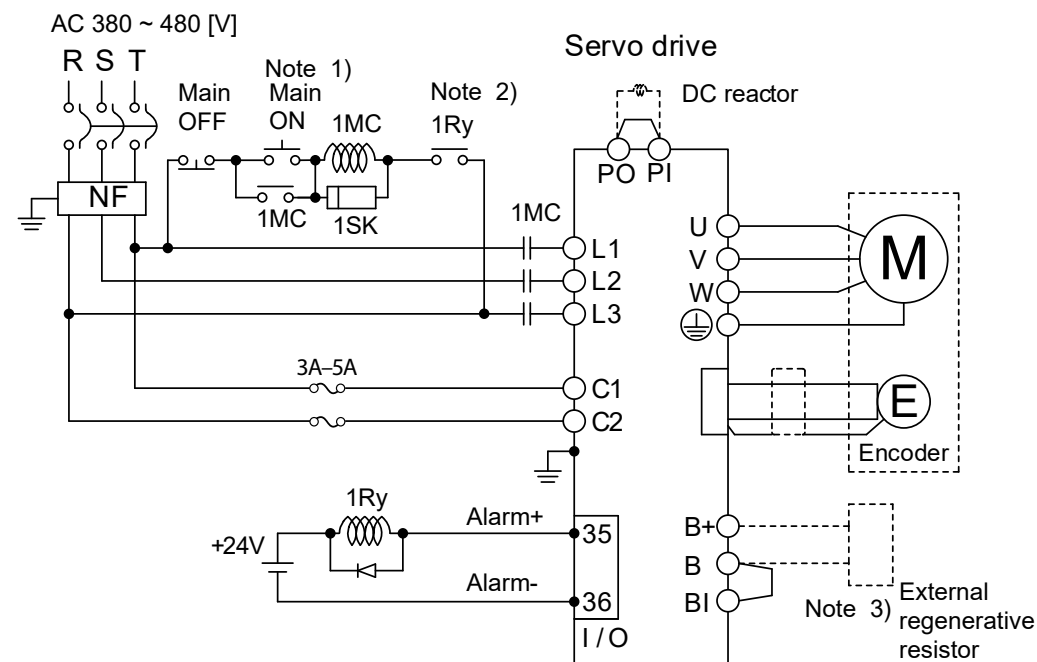 AC 380 ~ 480 [V]
R S T
Servo drive
Note 1)
Main
OFF
Main
ON
1MC
Note 2)
1Ry
DC reactor
PO PI
NF
1MC
1SK
1MC
L1
L2
L3
U
V
W
M
3A–5A
C1
C2
E
Encoder
1Ry
+24V
Alarm+
35
Alarm-
36
I / O
B+
B
BI
Note 3)
External
regenerative
resistor